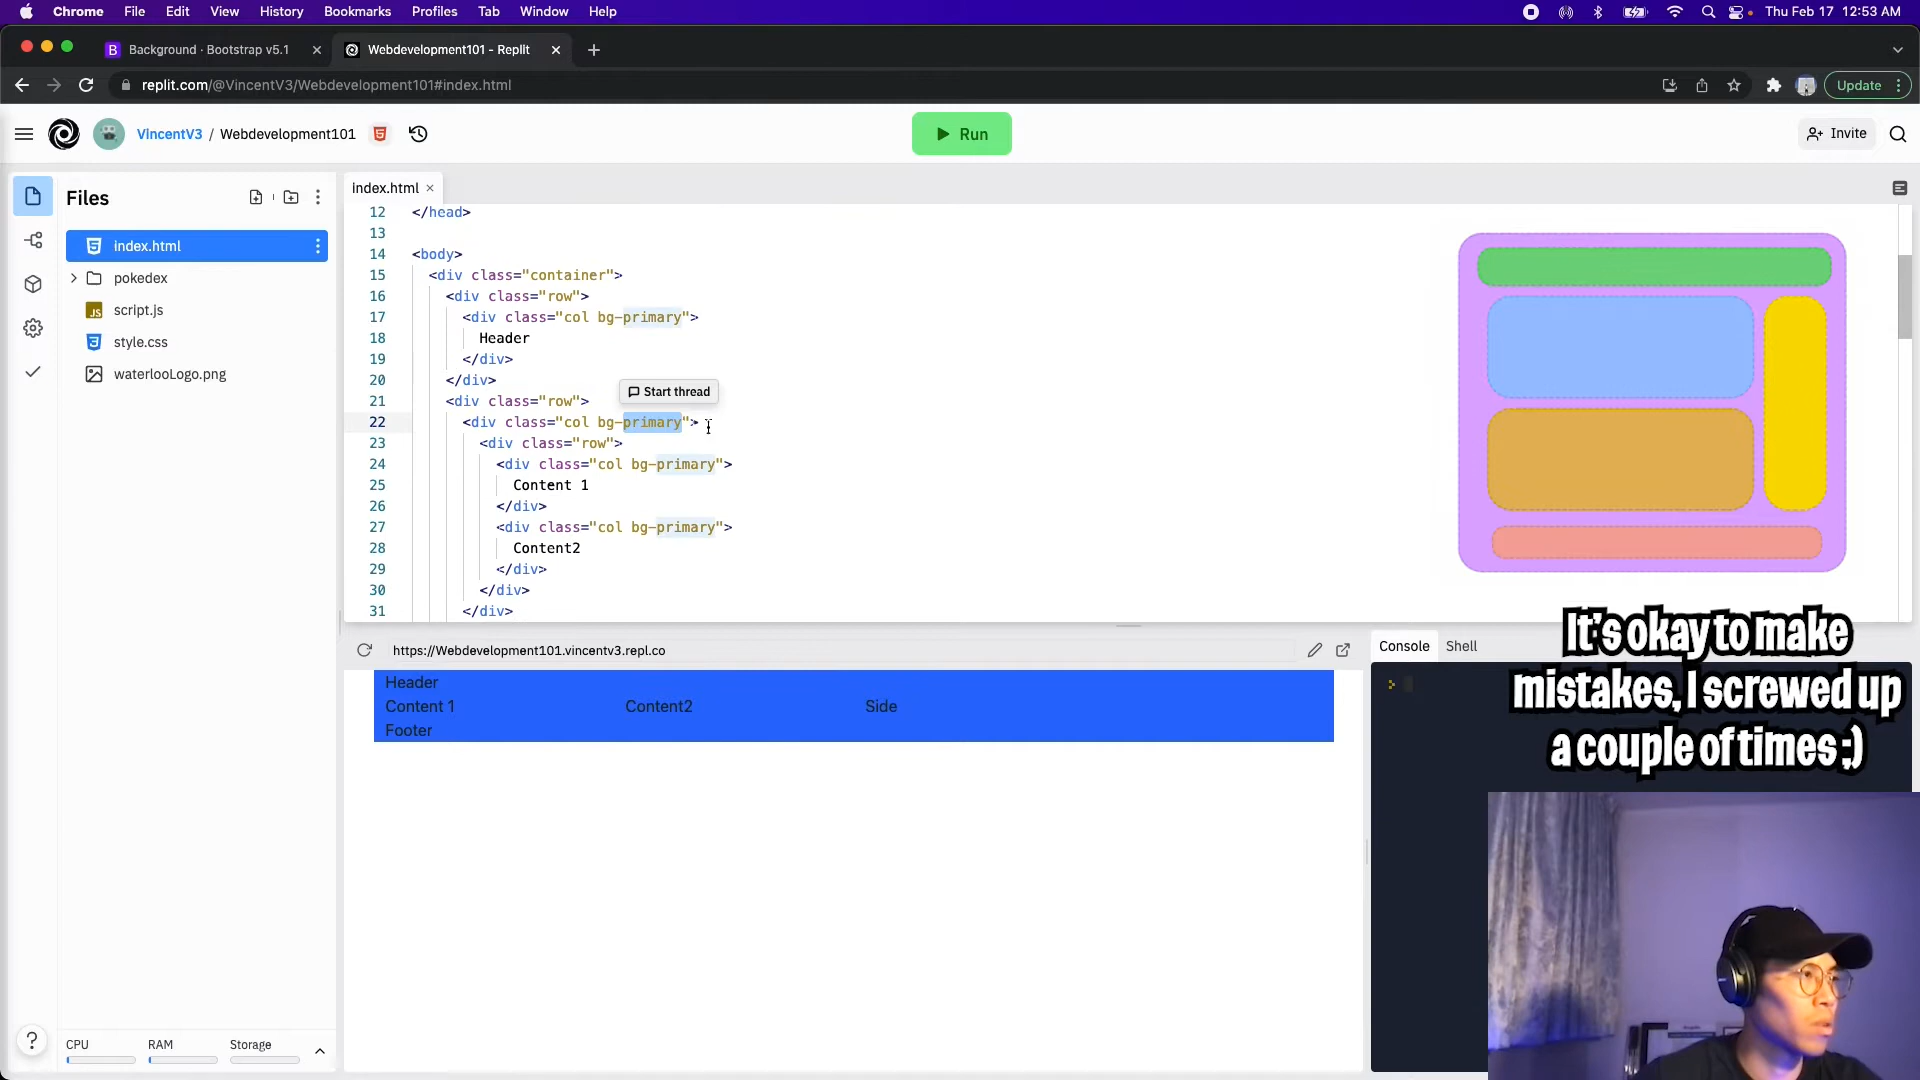 Chrome File Edit View History Bookmarks Profiles Tab Window Help
Thu Feb 17 12:53 AM
Background · Bootstrap v5.1
Webdevelopment101 - Replit
replit.com/@VincentV3/Webdevelopment101#index.html
Update
VincentV3 / Webdevelopment101
Run
Invite
Files
index.html
pokedex
script.js
style.css
waterlooLogo.png
CPU
RAM
Storage
index.html
12 </head>
13
14 <body>
15 <div class="container">
16 <div class="row">
17 <div class="col bg-primary">
18 Header
19 </div>
20 </div>
Start thread
21 <div class="row">
22 <div class="col bg-primary">
23 <div class="row">
24 <div class="col bg-primary">
25 Content 1
26 </div>
27 <div class="col bg-primary">
28 Content2
29 </div>
30 </div>
31 </div>
https://Webdevelopment101.vincentv3.repl.co
Header
Content 1 Content2 Side
Footer
Console Shell
It's okay to make
mistakes, I screwed up
a couple of times ;)